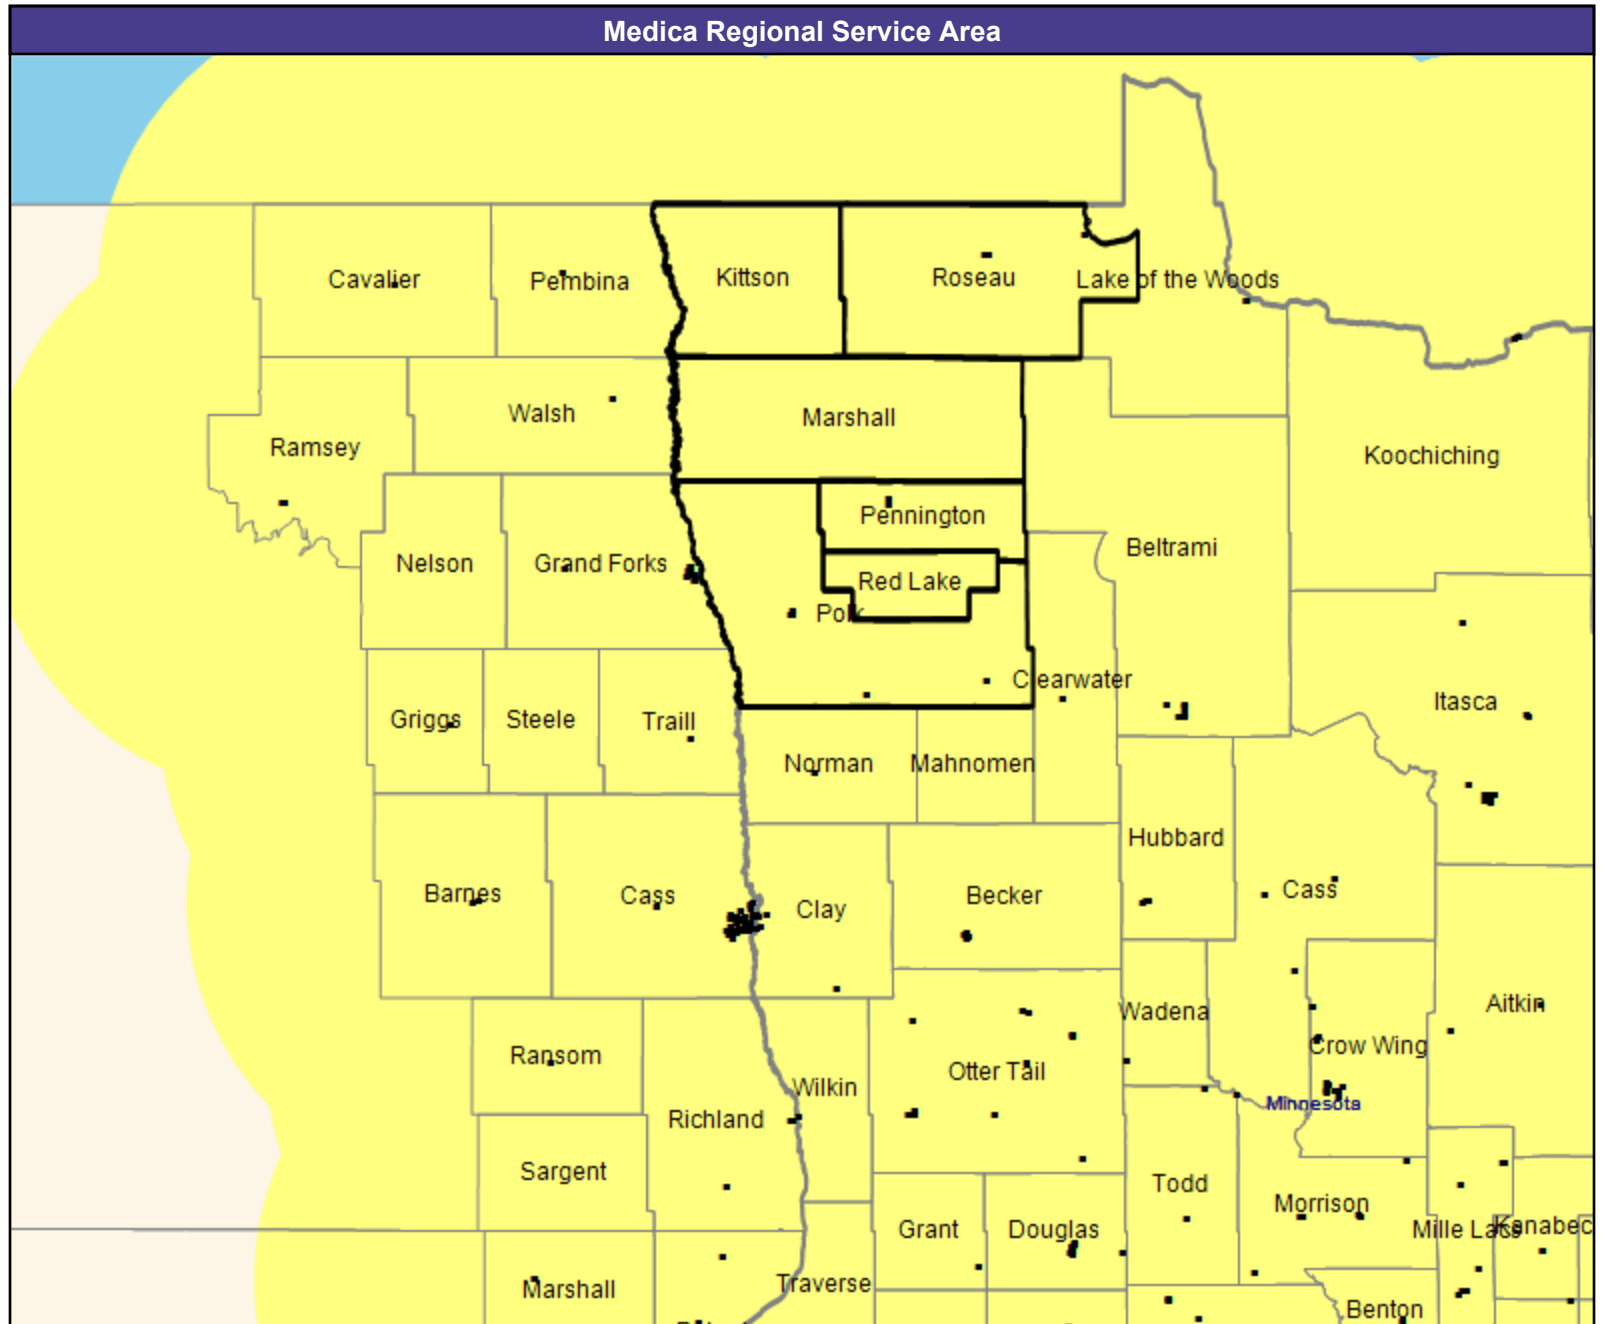 Medica Regional Service Area
Cavalier
Pembina
Kittson
Roseau
Lake of the Woods
Walsh
Marshall
Ramsey
Koochiching
Pennington
Nelson
Grand Forks
Red Lake
Beltrami
Polk
Clearwater
Griggs
Steele
Traill
Itasca
Norman
Mahnomen
Hubbard
Barnes
Cass
Clay
Becker
Cass
Wadena
Aitkin
Ransom
Otter Tail
Crow Wing
Wilkin
Minnesota
Richland
Sargent
Todd
Morrison
Grant
Douglas
Mille Lacs
Kanabec
Marshall
Traverse
Benton